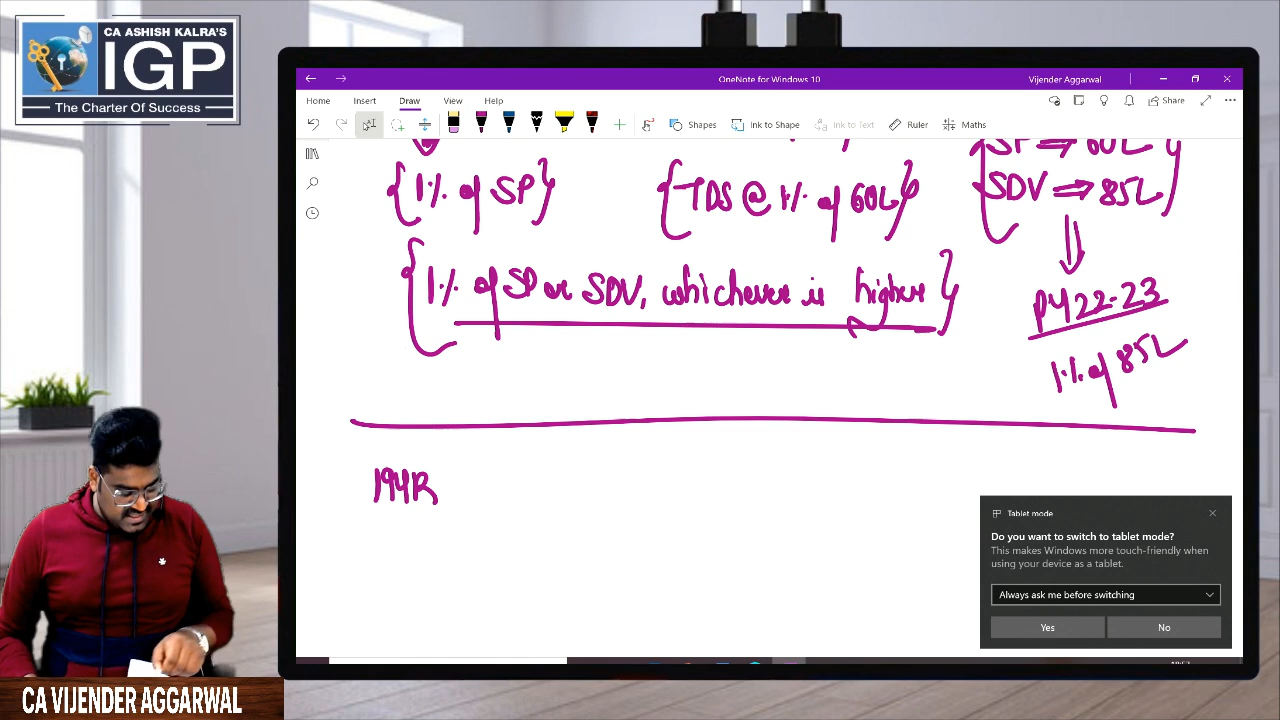 CA ASHISH KALRA'S
IGP
The Charter Of Success
OneNote for Windows 10
Vijender Aggarwal
Home
Insert
Draw
View
Help
Share
Shapes
Ink to Shape
Ink to Text
Ruler
Maths
SP ⇒ 60L
{1% of SP}
{TDS @ 1% of 60L}
SDV ⇒ 85L
{1% of SP or SDV, whichever is higher}
PY 22-23
1% of 85L
194R
Tablet mode
Do you want to switch to tablet mode?
This makes Windows more touch-friendly when
using your device as a tablet.
Always ask me before switching
Yes
No
CA VIJENDER AGGARWAL